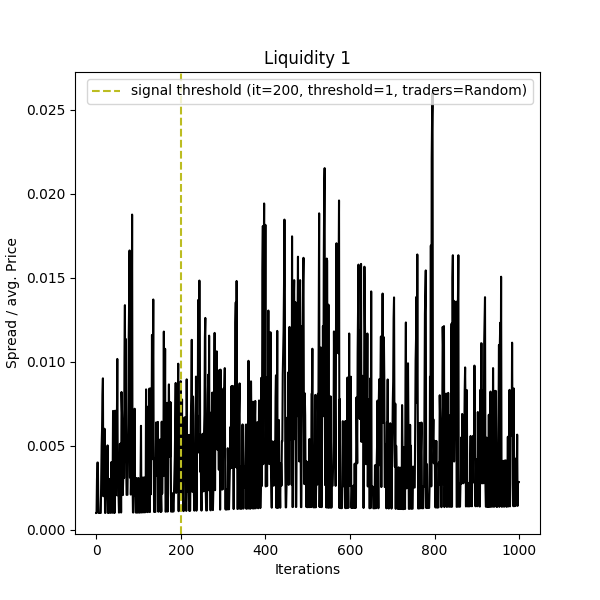 Liquidity 1
signal threshold (it=200, threshold=1, traders=Random)
0.025
0.020
0.015
0.010
0.005
0.000
Spread / avg. Price
0 200 400 600 800 1000
Iterations